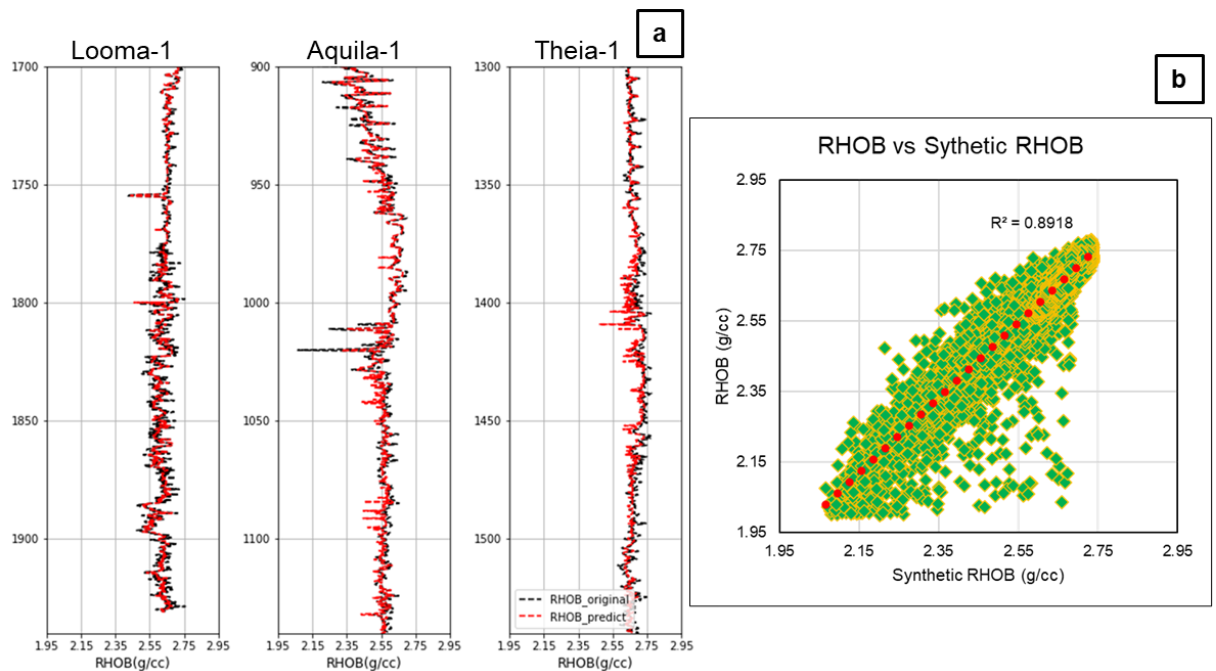 Looma-1
Aquila-1
Theia-1
a
1700
1750
1800
1850
1900
1.95 2.15 2.35 2.55 2.75 2.95
RHOB(g/cc)
900
950
1000
1050
1100
1.95 2.15 2.35 2.55 2.75 2.95
RHOB(g/cc)
1300
1350
1400
1450
1500
RHOB_original
RHOB_predict
1.95 2.15 2.35 2.55 2.75 2.95
RHOB(g/cc)
b
RHOB vs Sythetic RHOB
R² = 0.8918
RHOB (g/cc)
2.95
2.75
2.55
2.35
2.15
1.95
1.95 2.15 2.35 2.55 2.75 2.95
Synthetic RHOB (g/cc)